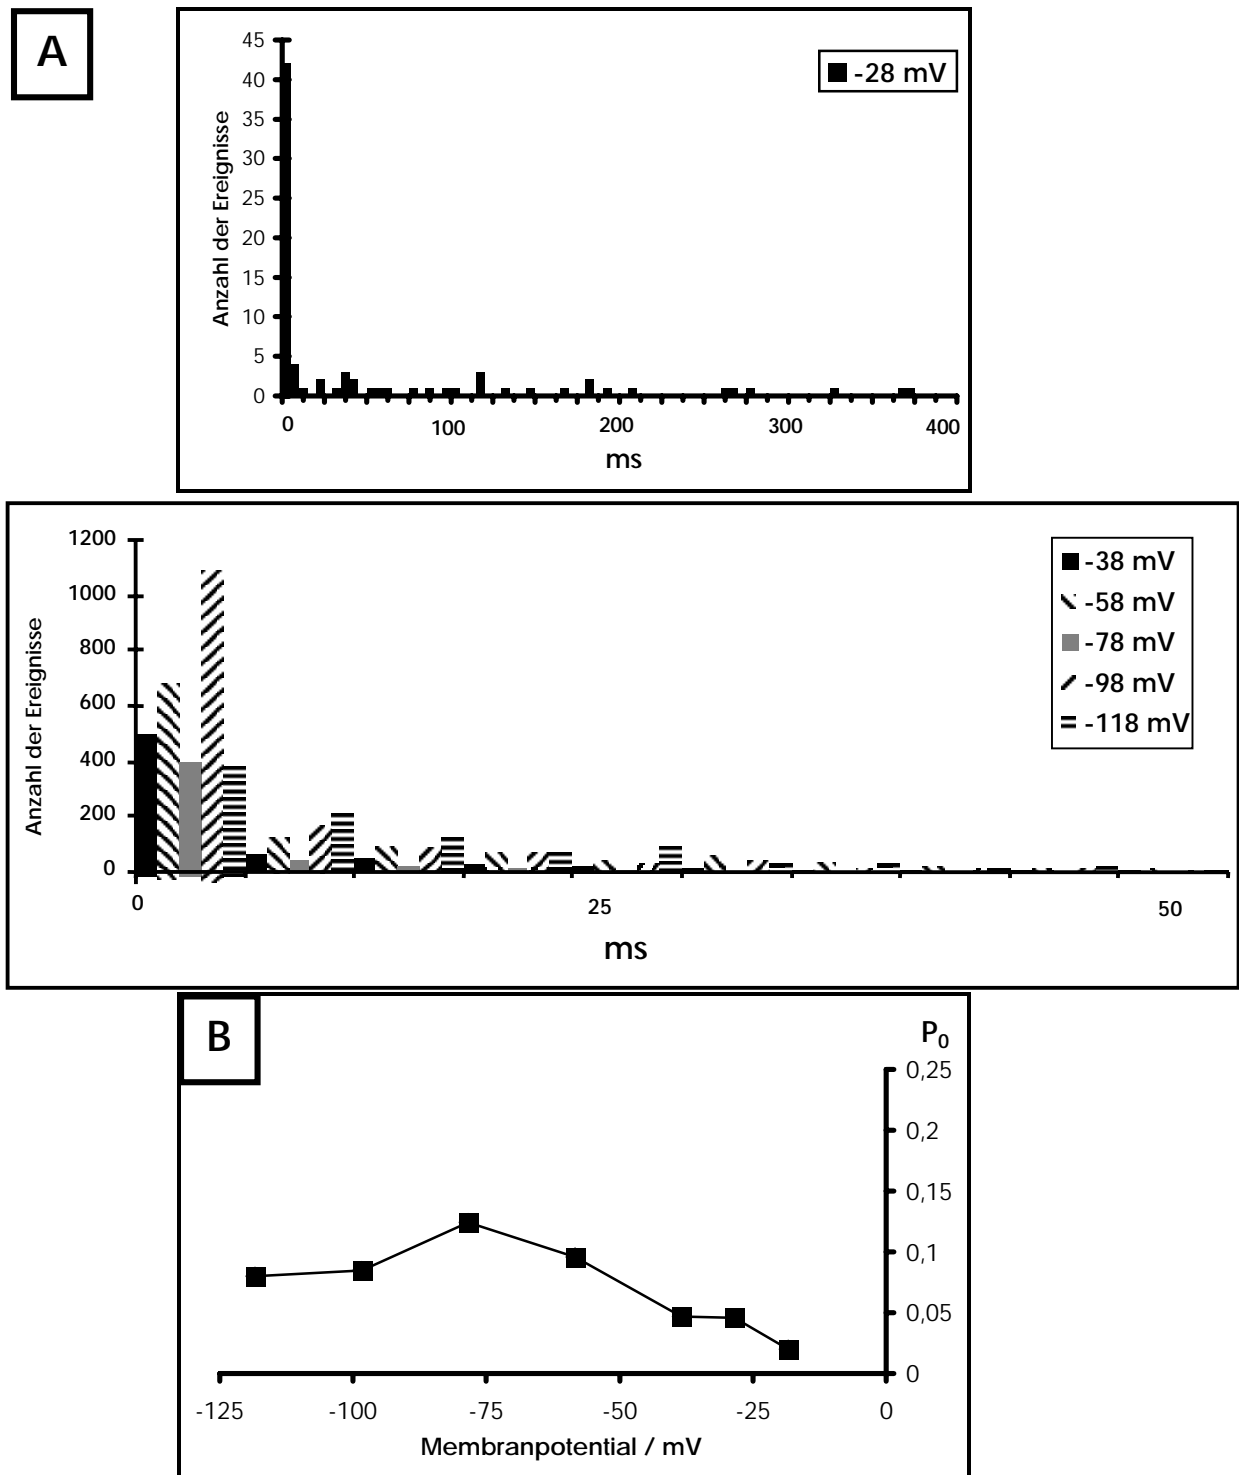 A
45
40
35
30
25
20
15
10
5
0
Anzahl der Ereignisse
-28 mV
0 100 200 300 400
ms
1200
1000
800
600
400
200
0
Anzahl der Ereignisse
-38 mV
-58 mV
-78 mV
-98 mV
-118 mV
0 25 50
ms
B
P0
0,25
0,2
0,15
0,1
0,05
0
-125 -100 -75 -50 -25 0
Membranpotential / mV